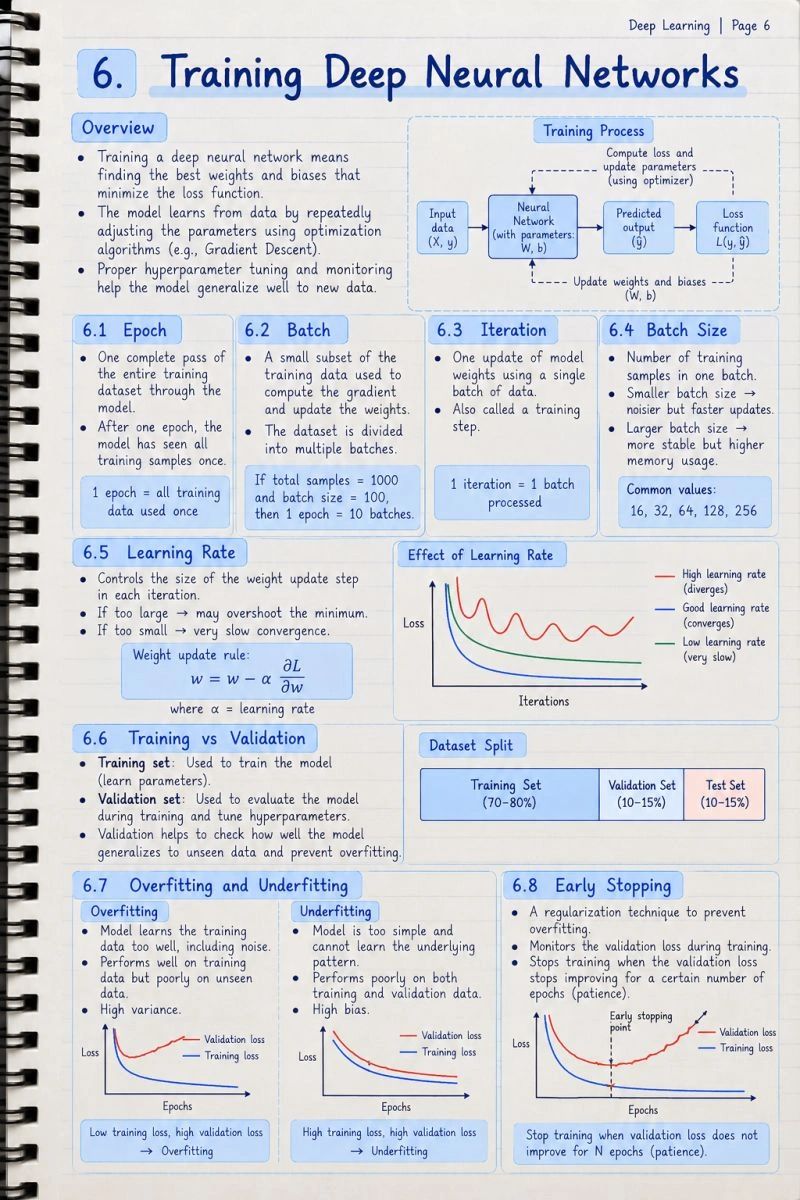 Deep Learning | Page 6
6. Training Deep Neural Networks
Overview
• Training a deep neural network means
finding the best weights and biases that
minimize the loss function.
• The model learns from data by repeatedly
adjusting the parameters using optimization
algorithms (e.g., Gradient Descent).
• Proper hyperparameter tuning and monitoring
help the model generalize well to new data.
Training Process
Compute loss and
update parameters
(using optimizer)
Input
data
(X, y)
Neural
Network
(with parameters:
W, b)
Predicted
output
(ŷ)
Loss
function
L(y, ŷ)
Update weights and biases
(W, b)
6.1 Epoch
• One complete pass of
the entire training
dataset through the
model.
• After one epoch, the
model has seen all
training samples once.
1 epoch = all training
data used once
6.2 Batch
• A small subset of the
training data used to
compute the gradient
and update the weights.
• The dataset is divided
into multiple batches.
If total samples = 1000
and batch size = 100,
then 1 epoch = 10 batches.
6.3 Iteration
• One update of model
weights using a single
batch of data.
• Also called a training
step.
1 iteration = 1 batch
processed
6.4 Batch Size
• Number of training
samples in one batch.
• Smaller batch size →
noisier but faster updates.
• Larger batch size →
more stable but higher
memory usage.
Common values:
16, 32, 64, 128, 256
6.5 Learning Rate
• Controls the size of the weight update step
in each iteration.
• If too large → may overshoot the minimum.
• If too small → very slow convergence.
Weight update rule:
w = w − α ∂L/∂w
where α = learning rate
Effect of Learning Rate
Loss
Iterations
High learning rate
(diverges)
Good learning rate
(converges)
Low learning rate
(very slow)
6.6 Training vs Validation
• Training set: Used to train the model
(learn parameters).
• Validation set: Used to evaluate the model
during training and tune hyperparameters.
• Validation helps to check how well the model
generalizes to unseen data and prevent overfitting.
Dataset Split
Training Set
(70–80%)
Validation Set
(10–15%)
Test Set
(10–15%)
6.7 Overfitting and Underfitting
Overfitting
• Model learns the training
data too well, including noise.
• Performs well on training
data but poorly on unseen
data.
• High variance.
Loss
Validation loss
Training loss
Epochs
Low training loss, high validation loss
→ Overfitting
Underfitting
• Model is too simple and
cannot learn the underlying
pattern.
• Performs poorly on both
training and validation data.
• High bias.
Loss
Validation loss
Training loss
Epochs
High training loss, high validation loss
→ Underfitting
6.8 Early Stopping
• A regularization technique to prevent
overfitting.
• Monitors the validation loss during training.
• Stops training when the validation loss
stops improving for a certain number of
epochs (patience).
Early stopping
point
Loss
Validation loss
Training loss
Epochs
Stop training when validation loss does not
improve for N epochs (patience).